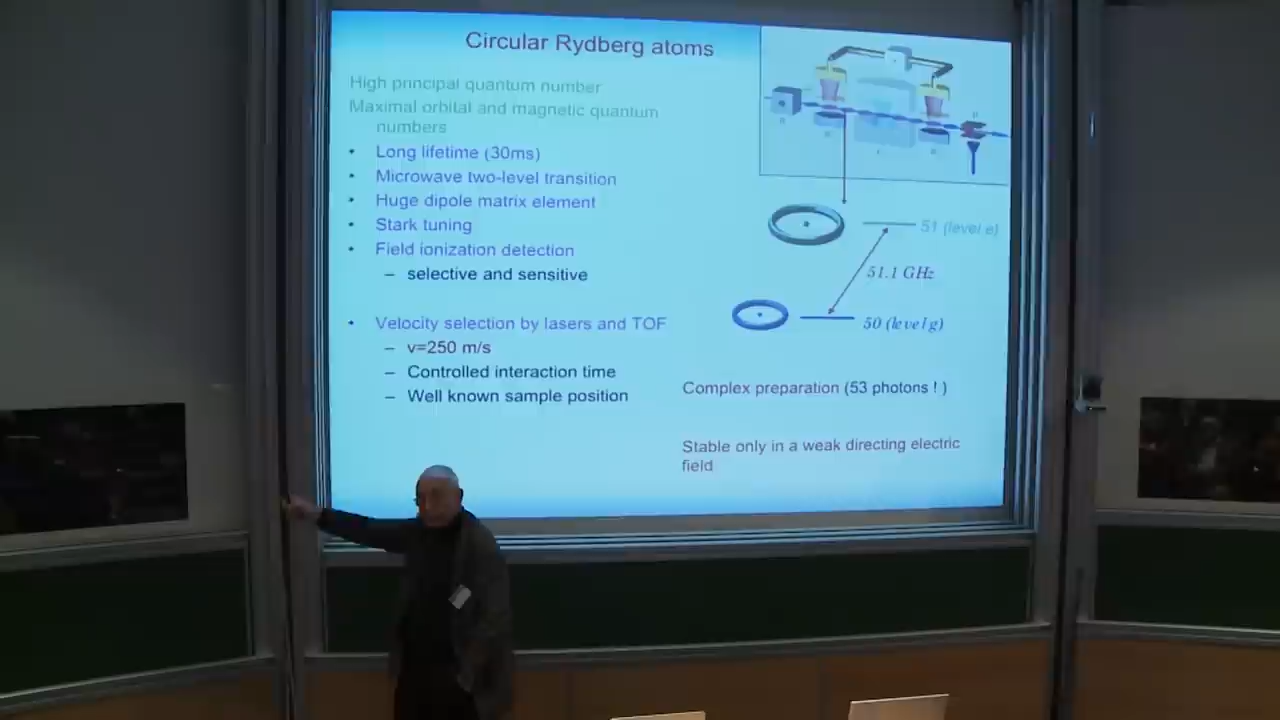 Circular Rydberg atoms
High principal quantum number
Maximal orbital and magnetic quantum
numbers
• Long lifetime (30ms)
• Microwave two-level transition
• Huge dipole matrix element
• Stark tuning
• Field ionization detection
– selective and sensitive
• Velocity selection by lasers and TOF
– v=250 m/s
– Controlled interaction time
– Well known sample position
51 (level e)
51.1 GHz
50 (level g)
Complex preparation (53 photons ! )
Stable only in a weak directing electric
field